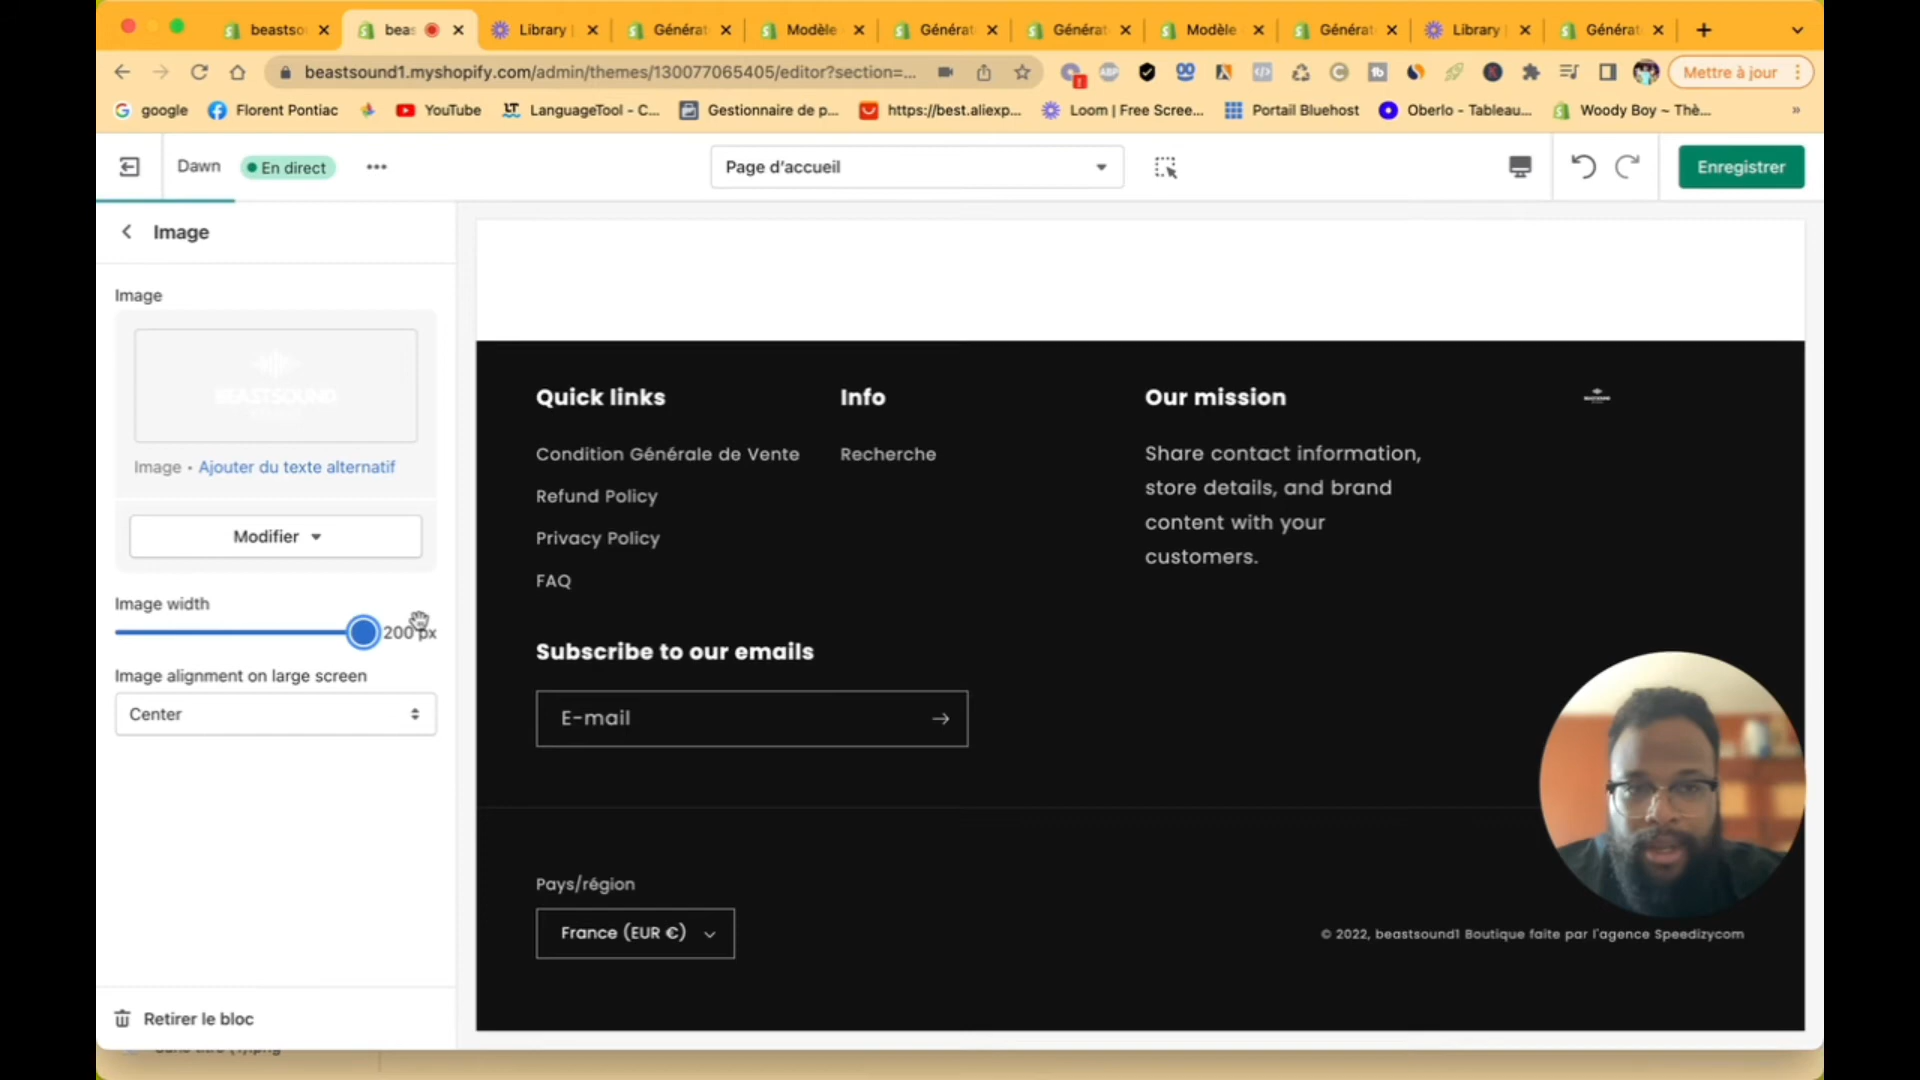 beastso
beas
Library
Générat
Modèle
Générat
Générat
Modèle
Générat
Library
Générat
beastsound1.myshopify.com/admin/themes/130077065405/editor?section=...
ABP
Mettre à jour
google
Florent Pontiac
YouTube
LT
LanguageTool - C...
Gestionnaire de p...
https://best.aliexp...
Loom | Free Scree...
Portail Bluehost
Oberlo - Tableau...
Woody Boy ~ Thè...
»
Dawn
En direct
Page d'accueil
Enregistrer
Image
Image
BEASTSOUND
Image • Ajouter du texte alternatif
Modifier
Image width
200 px
Image alignment on large screen
Center
Retirer le bloc
Quick links
Condition Générale de Vente
Refund Policy
Privacy Policy
FAQ
Info
Recherche
Our mission
Share contact information,
store details, and brand
content with your
customers.
Subscribe to our emails
E-mail
Pays/région
France (EUR €)
© 2022, beastsound1 Boutique faite par l'agence Speedizycom